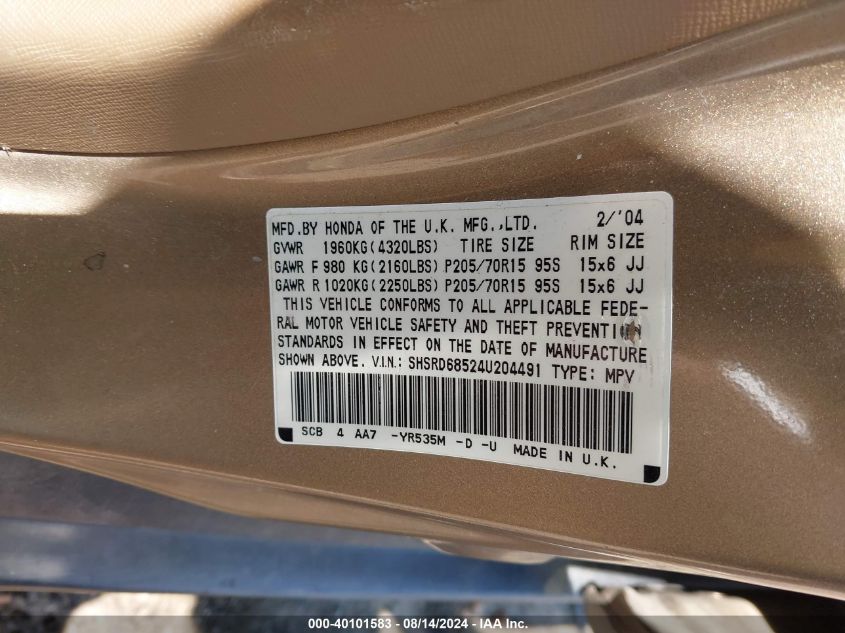 MFD.BY HONDA OF THE U.K. MFG.,LTD. 2/'04
GVWR 1960KG(4320LBS) TIRE SIZE RIM SIZE
GAWR F 980 KG(2160LBS) P205/70R15 95S 15x6 JJ
GAWR R 1020KG(2250LBS) P205/70R15 95S 15x6 JJ
THIS VEHICLE CONFORMS TO ALL APPLICABLE FEDE-
RAL MOTOR VEHICLE SAFETY AND THEFT PREVENTION
STANDARDS IN EFFECT ON THE DATE OF MANUFACTURE
SHOWN ABOVE. V.I.N.: SHSRD68524U204491 TYPE: MPV
SCB 4 AA7 -YR535M -D -U MADE IN U.K.
000-40101583 - 08/14/2024 - IAA Inc.